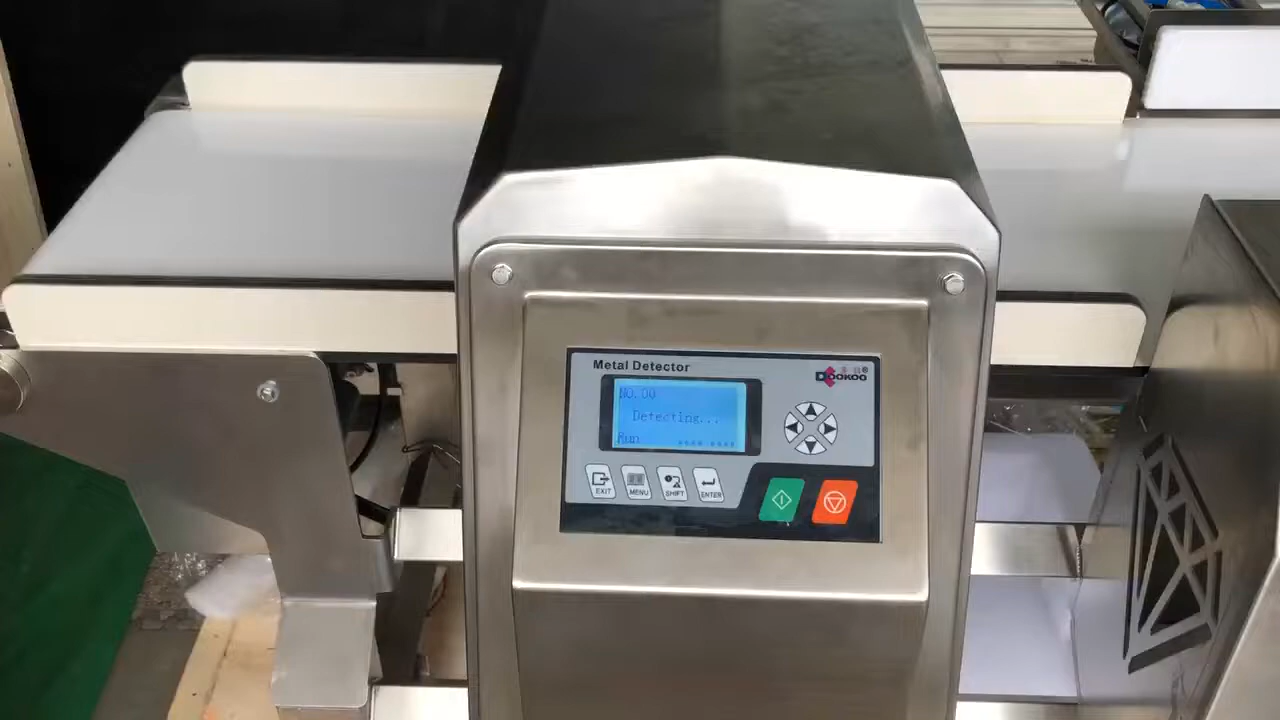 Metal Detector
DOOKOO®
NO.00
Detecting...
Run
EXIT
MENU
SHIFT
ENTER